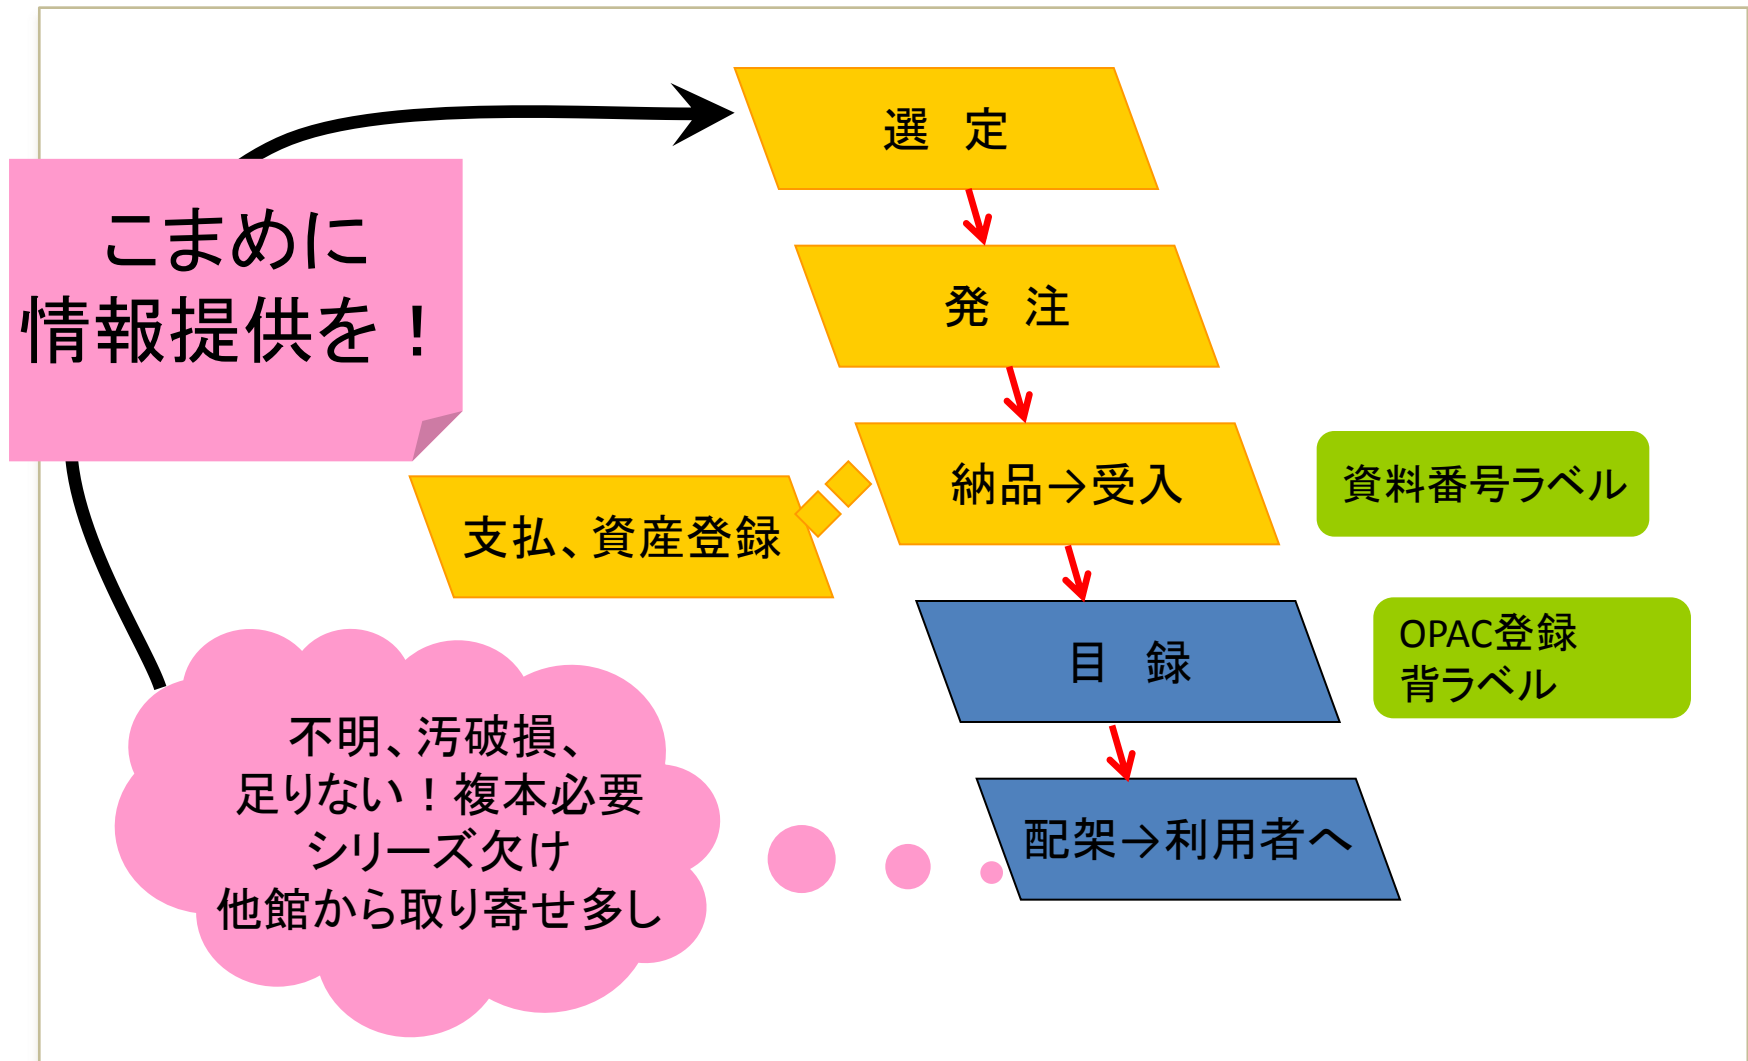 選　定
こまめに
情報提供を！
発　注
納品→受入
資料番号ラベル
支払、資産登録
目　録
OPAC登録
背ラベル
不明、汚破損、
足りない！複本必要
シリーズ欠け
他館から取り寄せ多し
配架→利用者へ